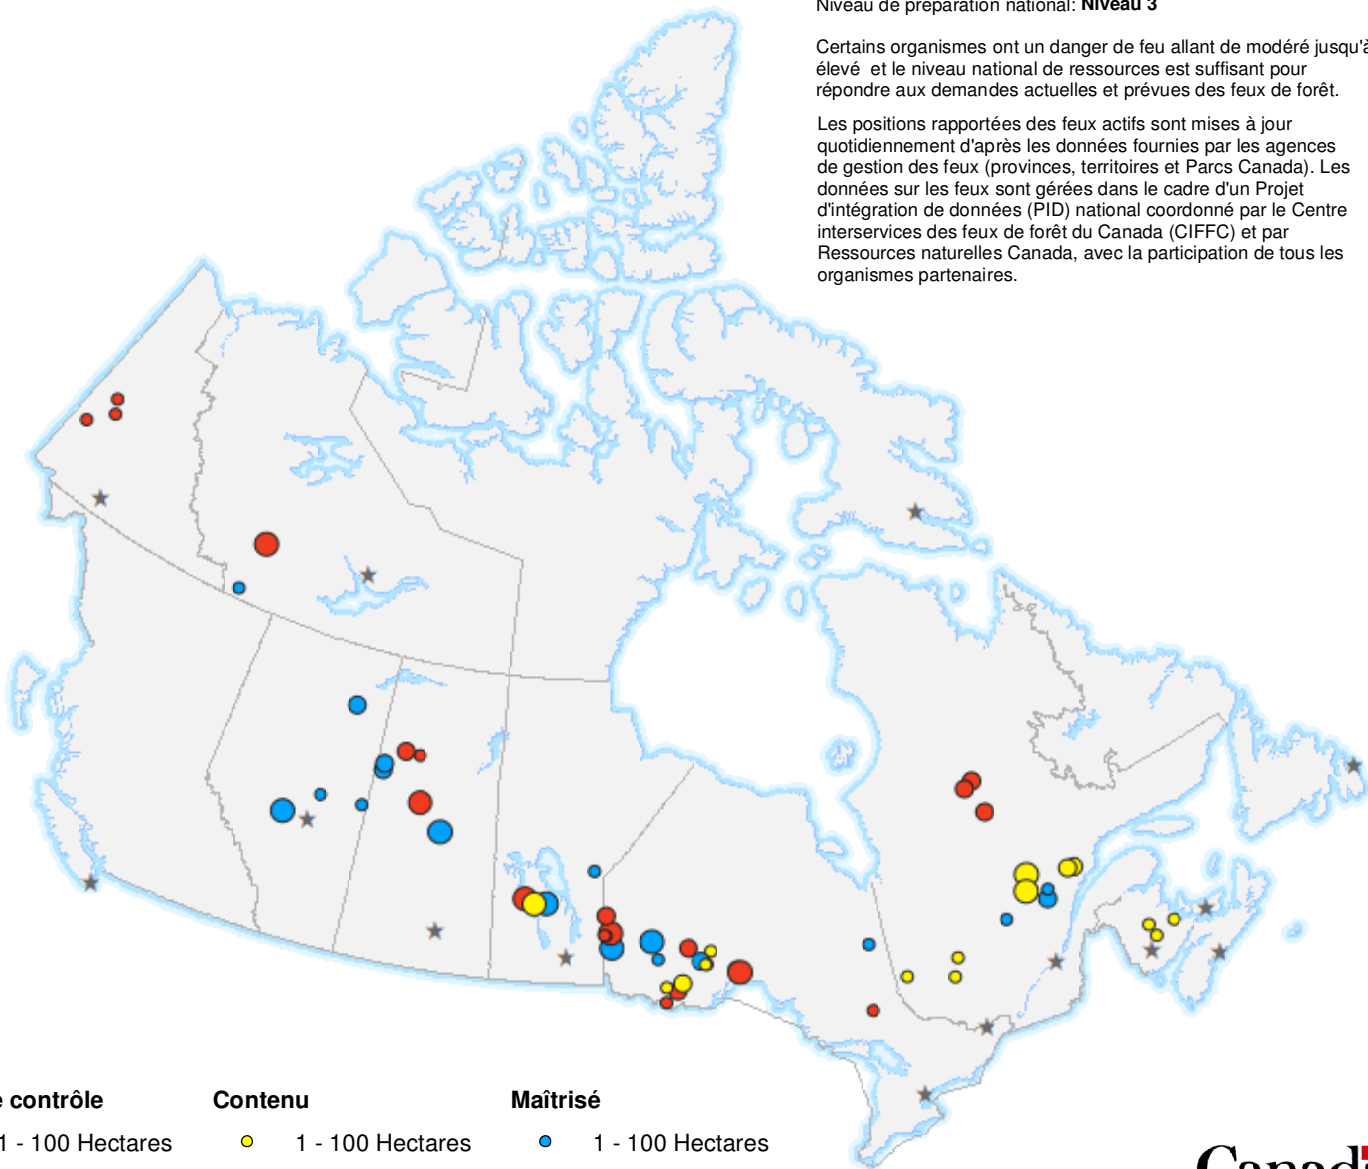 Niveau de préparation national: Niveau 3
Certains organismes ont un danger de feu allant de modéré jusqu'à
élevé et le niveau national de ressources est suffisant pour
répondre aux demandes actuelles et prévues des feux de forêt.
Les positions rapportées des feux actifs sont mises à jour
quotidiennement d'après les données fournies par les agences
de gestion des feux (provinces, territoires et Parcs Canada). Les
données sur les feux sont gérées dans le cadre d'un Projet
d'intégration de données (PID) national coordonné par le Centre
interservices des feux de forêt du Canada (CIFFC) et par
Ressources naturelles Canada, avec la participation de tous les
organismes partenaires.
contrôle Contenu Maîtrisé
1 - 100 Hectares 1 - 100 Hectares 1 - 100 Hectares